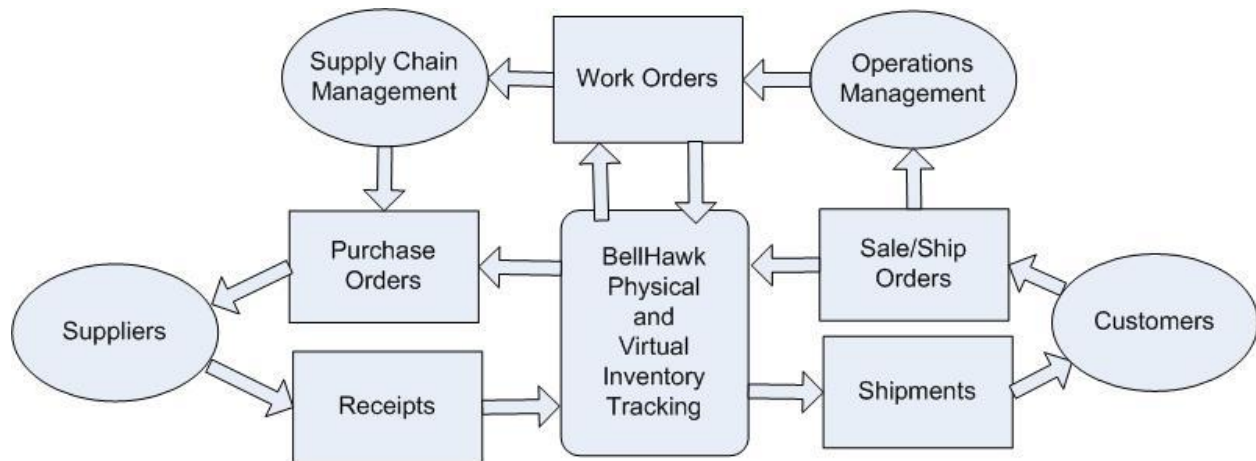 Supply Chain
Management
Work Orders
Operations
Management
Purchase
Orders
BellHawk
Physical
and
Virtual
Inventory
Tracking
Sale/Ship
Orders
Suppliers
Customers
Receipts
Shipments